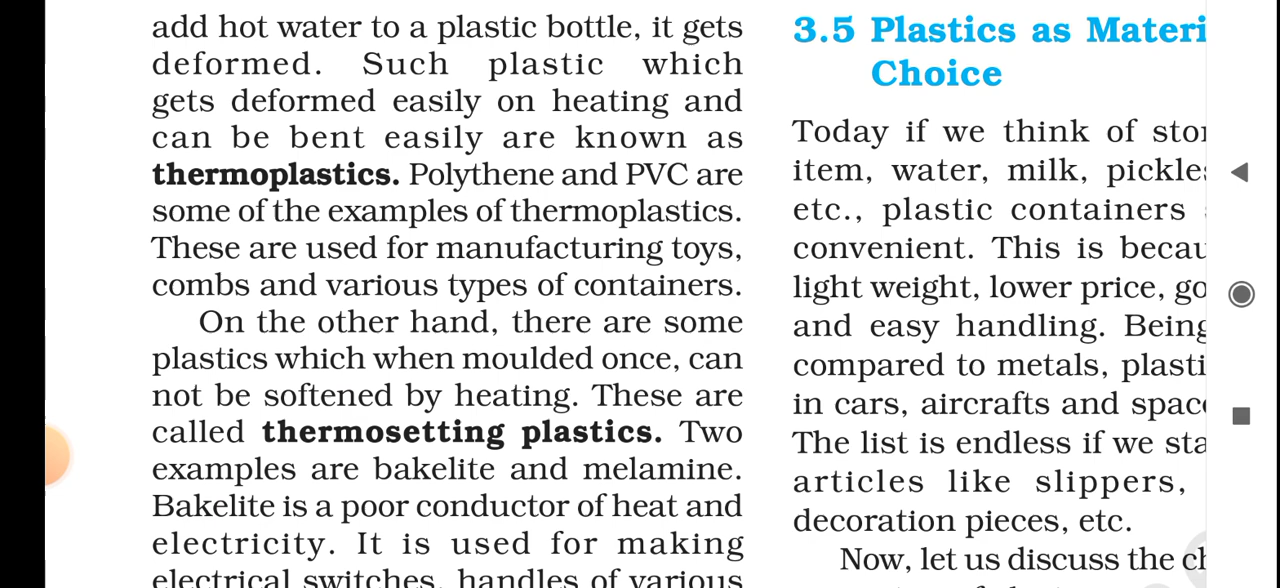 add hot water to a plastic bottle, it gets
deformed. Such plastic which
gets deformed easily on heating and
can be bent easily are known as
thermoplastics. Polythene and PVC are
some of the examples of thermoplastics.
These are used for manufacturing toys,
combs and various types of containers.
On the other hand, there are some
plastics which when moulded once, can
not be softened by heating. These are
called thermosetting plastics. Two
examples are bakelite and melamine.
Bakelite is a poor conductor of heat and
electricity. It is used for making
electrical switches, handles of various
3.5 Plastics as Materi
Choice
Today if we think of
item, water, milk,
etc., plastic containers
convenient. This is
light weight, lower price,
and easy handling.
compared to metals,
in cars, aircrafts and
The list is endless if we
articles like slippers,
decoration pieces, etc.
Now, let us discuss the